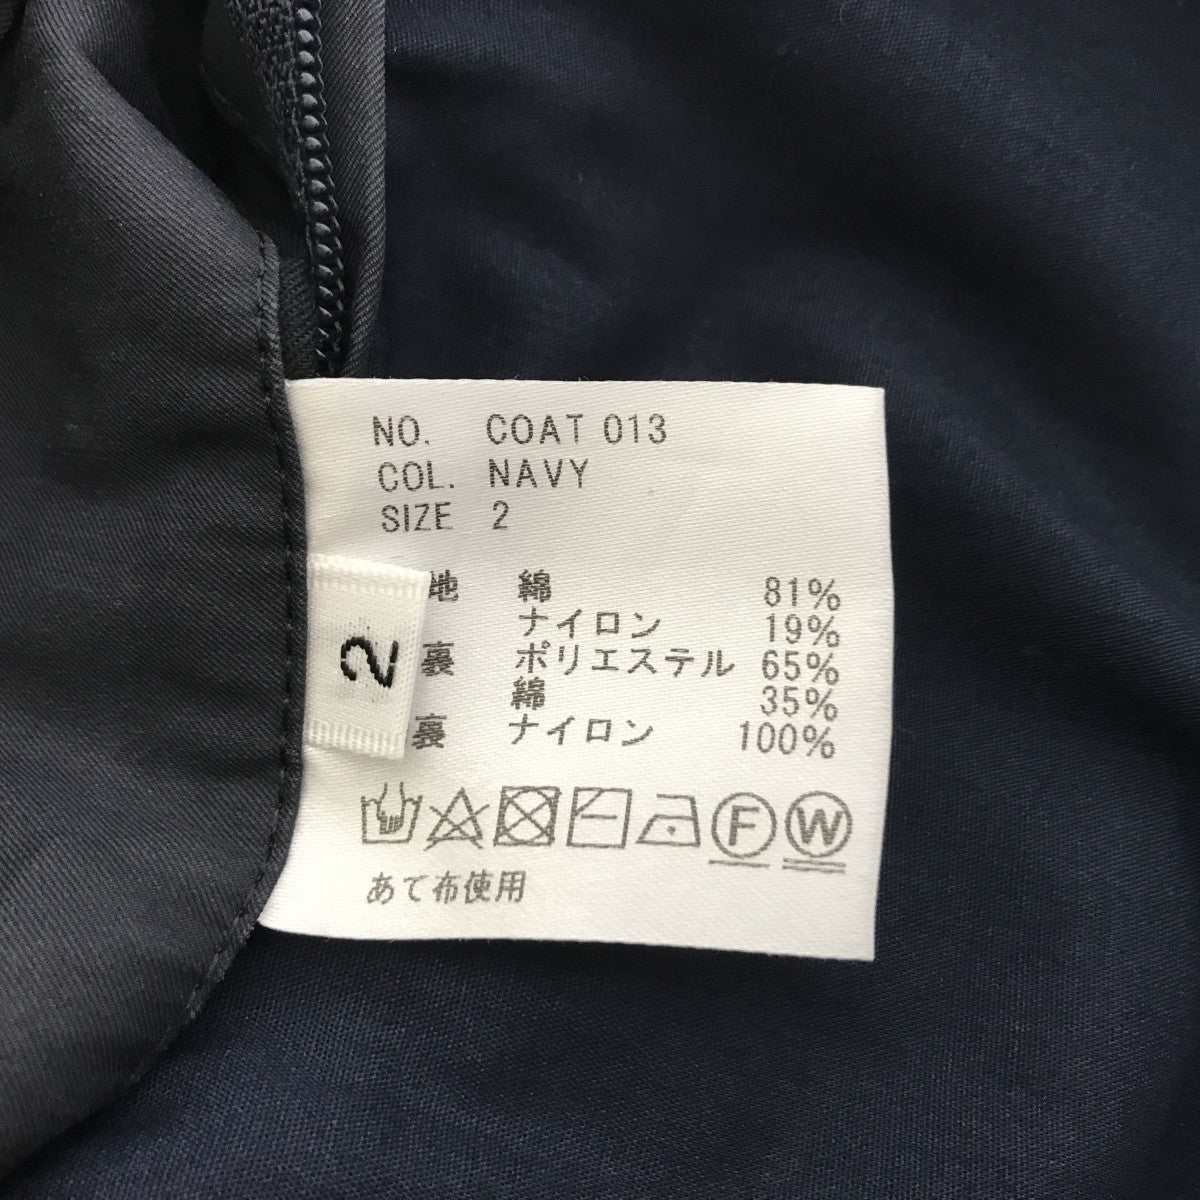 NO. COAT 013
COL. NAVY
SIZE 2
地 綿 81%
ナイロン 19%
裏 ポリエステル 65%
綿 35%
裏 ナイロン 100%
2
F W
あて布使用